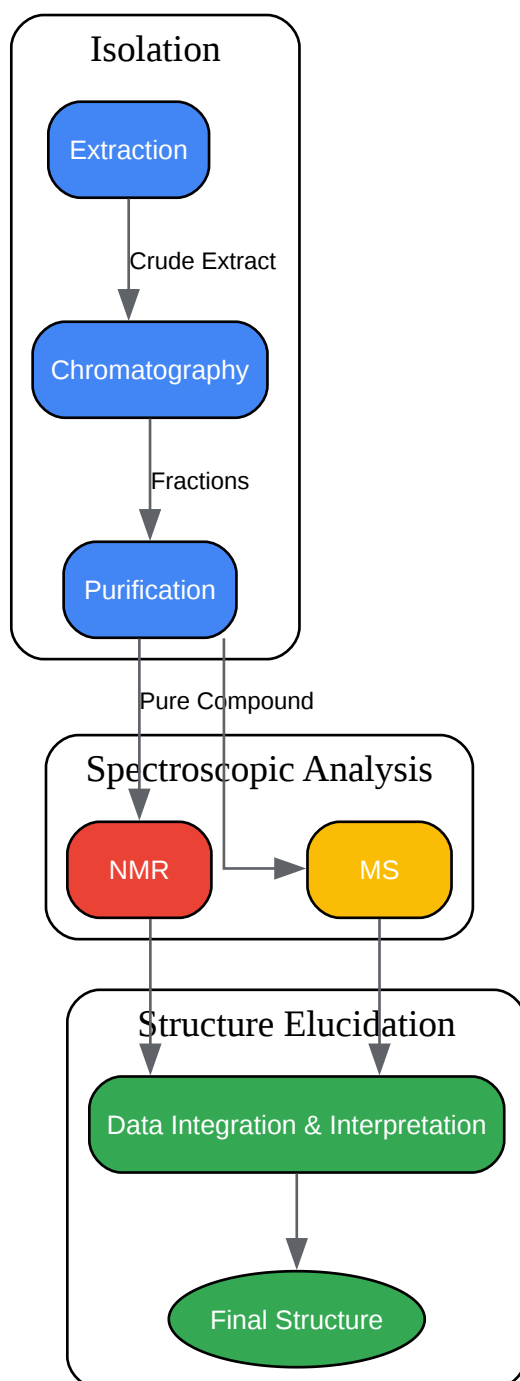 Isolation
Extraction
Crude Extract
Chromatography
Fractions
Purification
Pure Compound
Spectroscopic Analysis
NMR
MS
Structure Elucidation
Data Integration & Interpretation
Final Structure